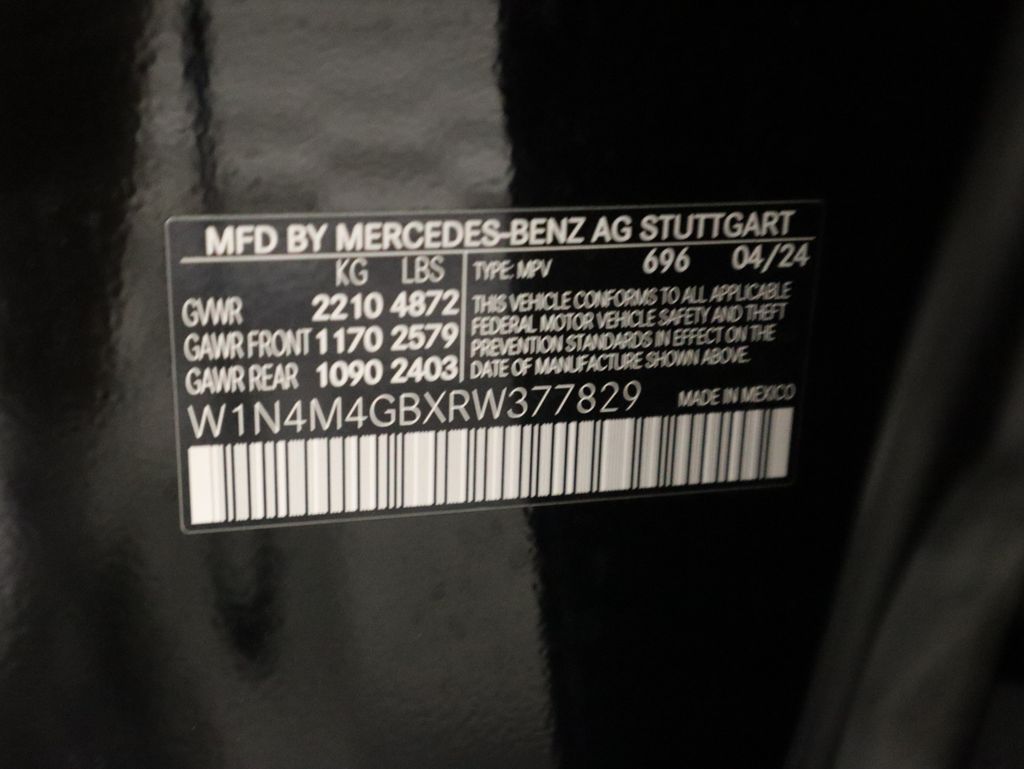 MFD BY MERCEDES-BENZ AG STUTTGART
KG LBS
GVWR 2210 4872
GAWR FRONT 1170 2579
GAWR REAR 1090 2403
TYPE: MPV 696 04/24
THIS VEHICLE CONFORMS TO ALL APPLICABLE
FEDERAL MOTOR VEHICLE SAFETY AND THEFT
PREVENTION STANDARDS IN EFFECT ON THE
DATE OF MANUFACTURE SHOWN ABOVE.
W1N4M4GBXRW377829
MADE IN MEXICO